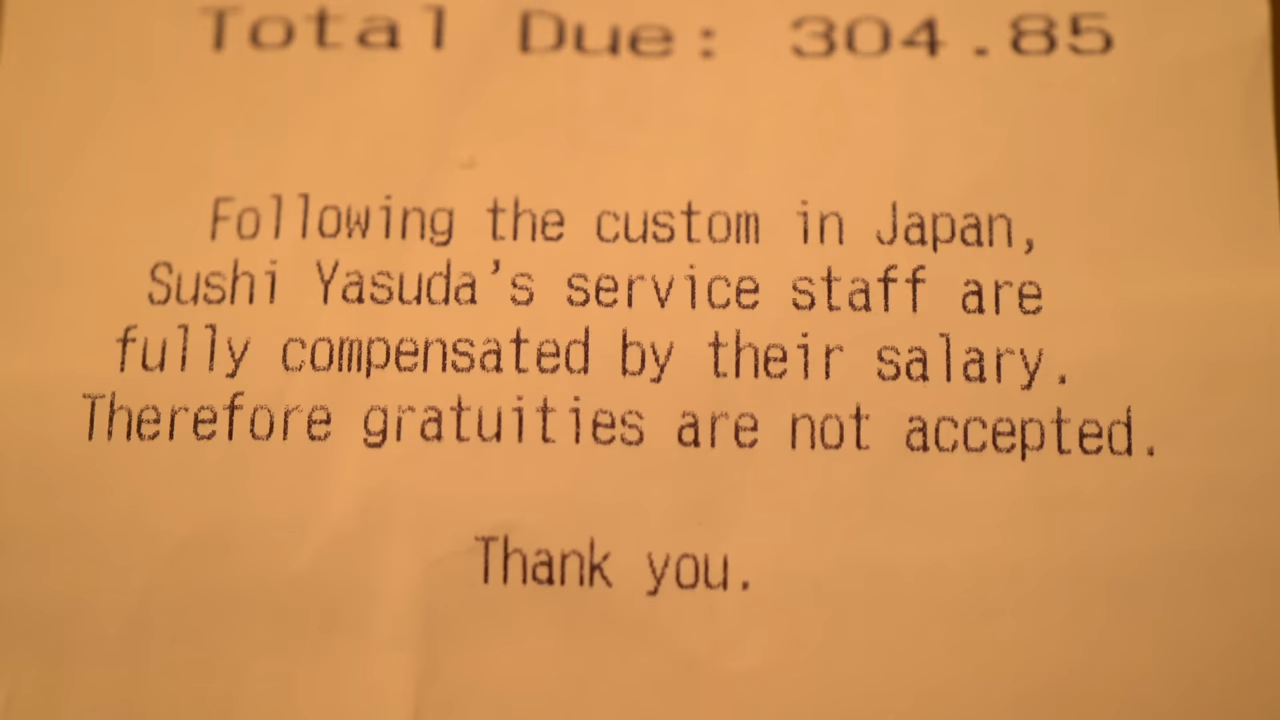 Total Due: 304.85
Following the custom in Japan,
Sushi Yasuda's service staff are
fully compensated by their salary.
Therefore gratuities are not accepted.
Thank you.